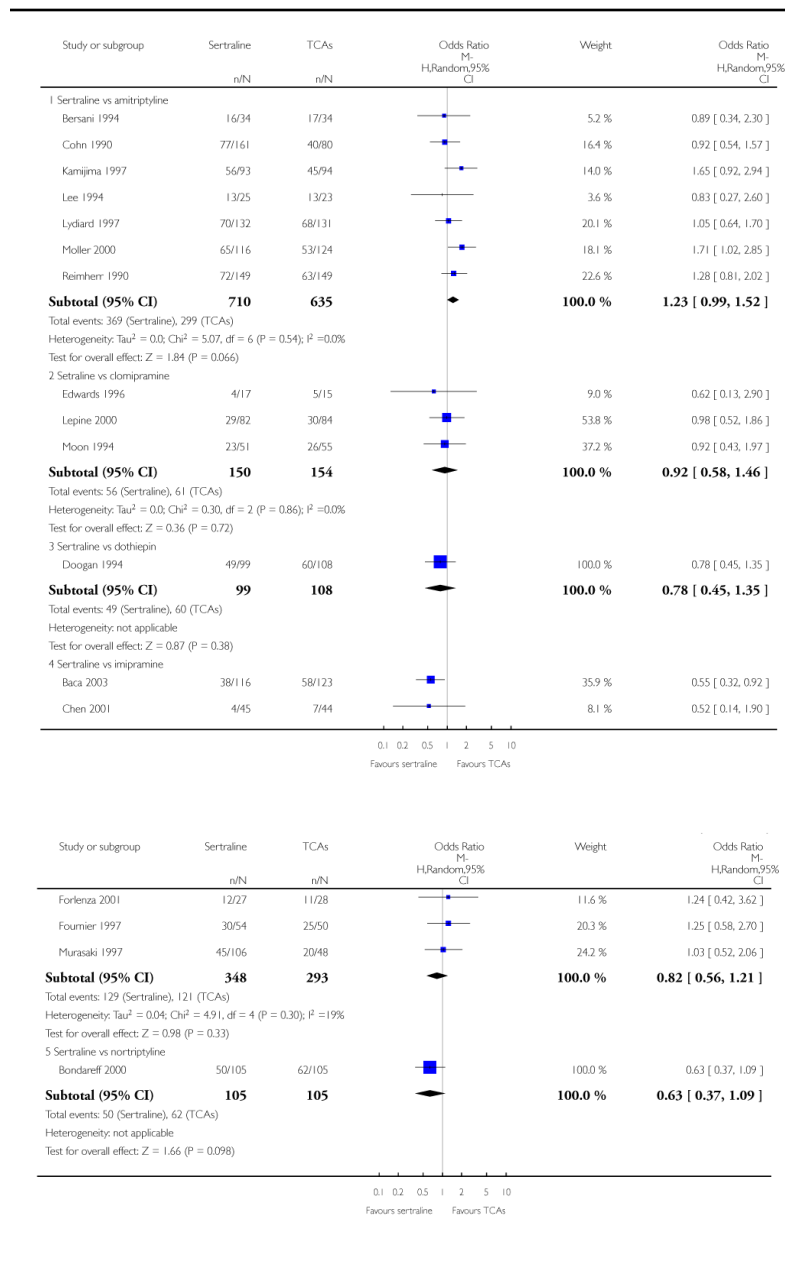 Study or subgroup Sertraline TCAs Odds Ratio Weight Odds Ratio
M- M-
H,Random,95% H,Random,95%
n/N n/N CI CI
1 Sertraline vs amitriptyline
Bersani 1994 16/34 17/34 5.2 % 0.89 [ 0.34, 2.30 ]
Cohn 1990 77/161 40/80 16.4 % 0.92 [ 0.54, 1.57 ]
Kamijima 1997 56/93 45/94 14.0 % 1.65 [ 0.92, 2.94 ]
Lee 1994 13/25 13/23 3.6 % 0.83 [ 0.27, 2.60 ]
Lydiard 1997 70/132 68/131 20.1 % 1.05 [ 0.64, 1.70 ]
Moller 2000 65/116 53/124 18.1 % 1.71 [ 1.02, 2.85 ]
Reimherr 1990 72/149 63/149 22.6 % 1.28 [ 0.81, 2.02 ]
Subtotal (95% CI) 710 635 100.0 % 1.23 [ 0.99, 1.52 ]
Total events: 369 (Sertraline), 299 (TCAs)
Heterogeneity: Tau² = 0.0; Chi² = 5.07, df = 6 (P = 0.54); I² =0.0%
Test for overall effect: Z = 1.84 (P = 0.066)
2 Setraline vs clomipramine
Edwards 1996 4/17 5/15 9.0 % 0.62 [ 0.13, 2.90 ]
Lepine 2000 29/82 30/84 53.8 % 0.98 [ 0.52, 1.86 ]
Moon 1994 23/51 26/55 37.2 % 0.92 [ 0.43, 1.97 ]
Subtotal (95% CI) 150 154 100.0 % 0.92 [ 0.58, 1.46 ]
Total events: 56 (Sertraline), 61 (TCAs)
Heterogeneity: Tau² = 0.0; Chi² = 0.30, df = 2 (P = 0.86); I² =0.0%
Test for overall effect: Z = 0.36 (P = 0.72)
3 Sertraline vs dothiepin
Doogan 1994 49/99 60/108 100.0 % 0.78 [ 0.45, 1.35 ]
Subtotal (95% CI) 99 108 100.0 % 0.78 [ 0.45, 1.35 ]
Total events: 49 (Sertraline), 60 (TCAs)
Heterogeneity: not applicable
Test for overall effect: Z = 0.87 (P = 0.38)
4 Sertraline vs imipramine
Baca 2003 38/116 58/123 35.9 % 0.55 [ 0.32, 0.92 ]
Chen 2001 4/45 7/44 8.1 % 0.52 [ 0.14, 1.90 ]
0.1 0.2 0.5 1 2 5 10
Favours sertraline Favours TCAs
Study or subgroup Sertraline TCAs Odds Ratio Weight Odds Ratio
M- M-
H,Random,95% H,Random,95%
n/N n/N CI CI
Forlenza 2001 12/27 11/28 11.6 % 1.24 [ 0.42, 3.62 ]
Fournier 1997 30/54 25/50 20.3 % 1.25 [ 0.58, 2.70 ]
Murasaki 1997 45/106 20/48 24.2 % 1.03 [ 0.52, 2.06 ]
Subtotal (95% CI) 348 293 100.0 % 0.82 [ 0.56, 1.21 ]
Total events: 129 (Sertraline), 121 (TCAs)
Heterogeneity: Tau² = 0.04; Chi² = 4.91, df = 4 (P = 0.30); I² =19%
Test for overall effect: Z = 0.98 (P = 0.33)
5 Sertraline vs nortriptyline
Bondareff 2000 50/105 62/105 100.0 % 0.63 [ 0.37, 1.09 ]
Subtotal (95% CI) 105 105 100.0 % 0.63 [ 0.37, 1.09 ]
Total events: 50 (Sertraline), 62 (TCAs)
Heterogeneity: not applicable
Test for overall effect: Z = 1.66 (P = 0.098)
0.1 0.2 0.5 1 2 5 10
Favours sertraline Favours TCAs